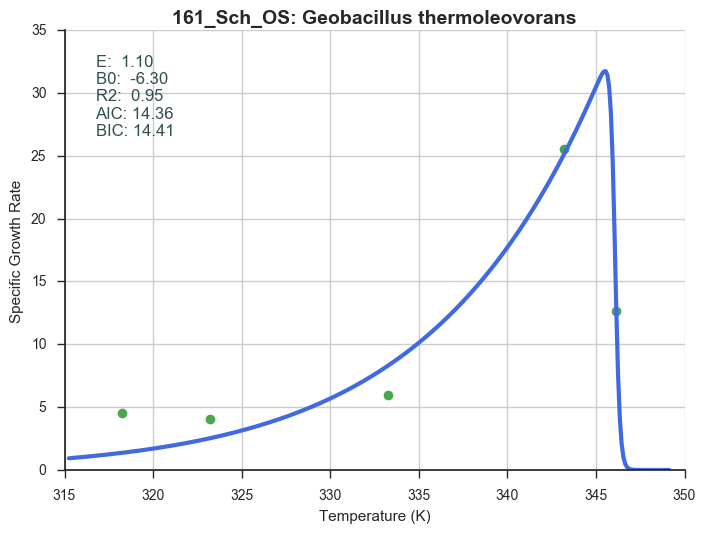 161_Sch_OS: Geobacillus thermoleovorans
E:  1.10
B0:  -6.30
R2:  0.95
AIC: 14.36
BIC: 14.41
Specific Growth Rate
35
30
25
20
15
10
5
0
315 320 325 330 335 340 345 350
Temperature (K)